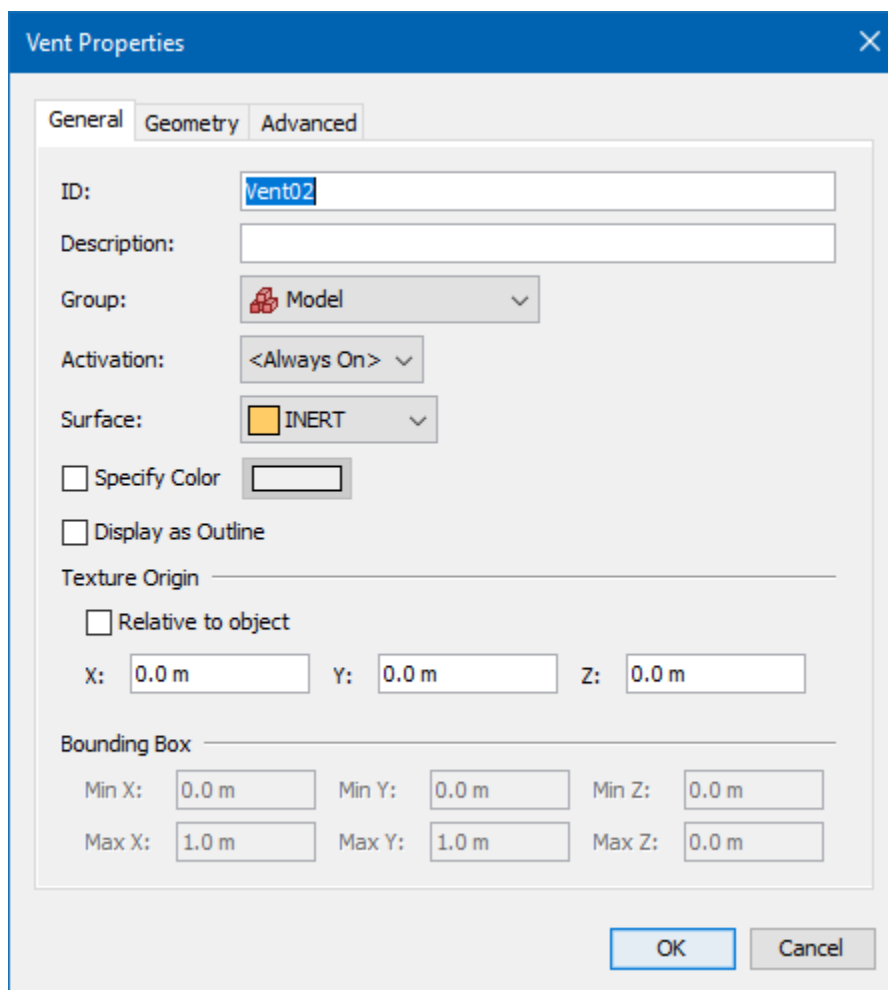 Vent Properties
General Geometry Advanced
ID: Vent02
Description:
Group: Model
Activation: <Always On>
Surface: INERT
Specify Color
Display as Outline
Texture Origin
Relative to object
X: 0.0 m Y: 0.0 m Z: 0.0 m
Bounding Box
Min X: 0.0 m Min Y: 0.0 m Min Z: 0.0 m
Max X: 1.0 m Max Y: 1.0 m Max Z: 0.0 m
OK Cancel